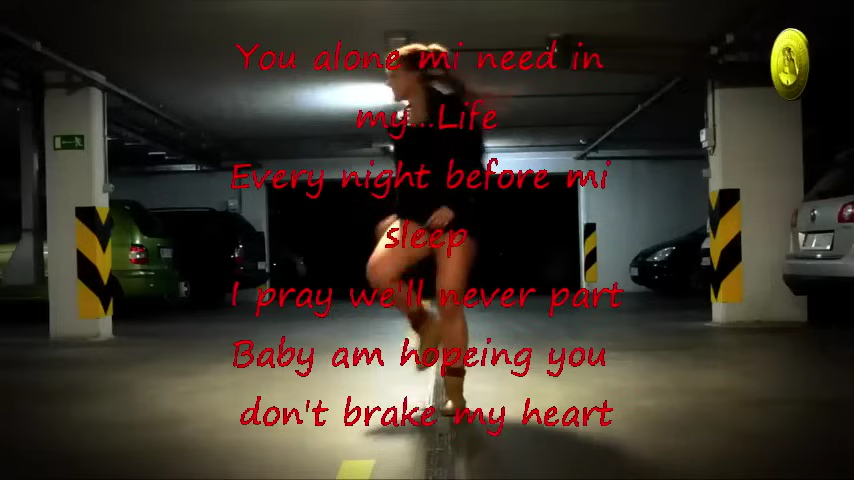 You alone mi need in
my...Life
Every night before mi
sleep
I pray we'll never part
Baby am hopeing you
don't brake my heart